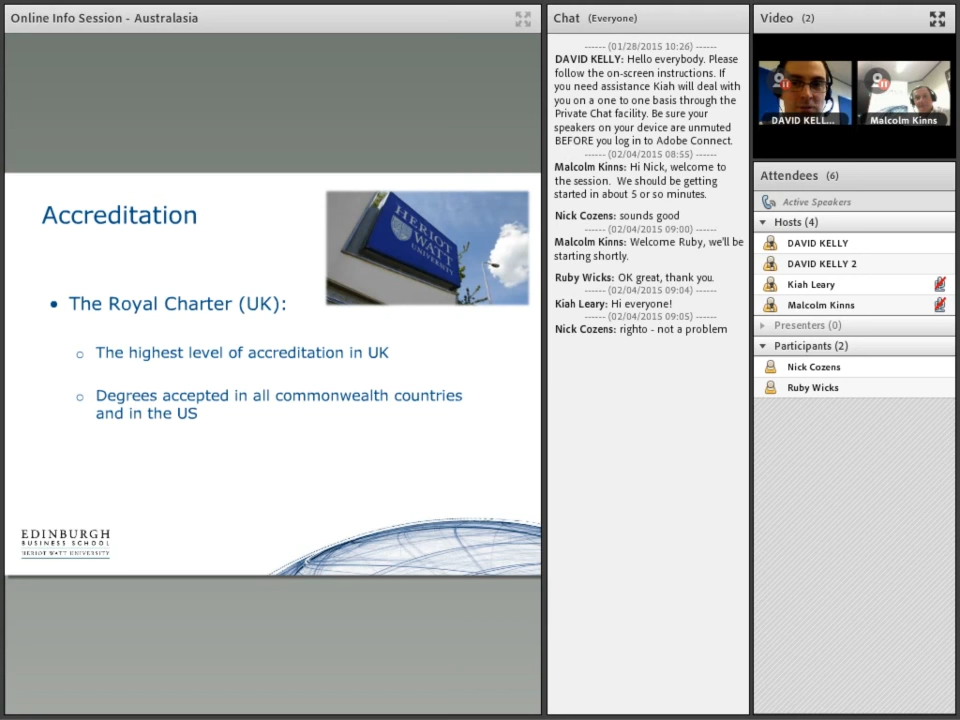 Online Info Session - Australasia
Accreditation
HERIOT
WATT
UNIVERSITY
• The Royal Charter (UK):
o The highest level of accreditation in UK
o Degrees accepted in all commonwealth countries
and in the US
EDINBURGH
BUSINESS SCHOOL
HERIOT-WATT UNIVERSITY
Chat (Everyone)
------ (01/28/2015 10:26) ------
DAVID KELLY: Hello everybody. Please
follow the on-screen instructions. If
you need assistance Kiah will deal with
you on a one to one basis through the
Private Chat facility. Be sure your
speakers on your device are unmuted
BEFORE you log in to Adobe Connect.
------ (02/04/2015 08:55) ------
Malcolm Kinns: Hi Nick, welcome to
the session. We should be getting
started in about 5 or so minutes.
Nick Cozens: sounds good
------ (02/04/2015 09:00) ------
Malcolm Kinns: Welcome Ruby, we'll be
starting shortly.
Ruby Wicks: OK great, thank you.
------ (02/04/2015 09:04) ------
Kiah Leary: Hi everyone!
------ (02/04/2015 09:05) ------
Nick Cozens: righto - not a problem
Video (2)
DAVID KELL...
Malcolm Kinns
Attendees (6)
Active Speakers
Hosts (4)
DAVID KELLY
DAVID KELLY 2
Kiah Leary
Malcolm Kinns
Presenters (0)
Participants (2)
Nick Cozens
Ruby Wicks